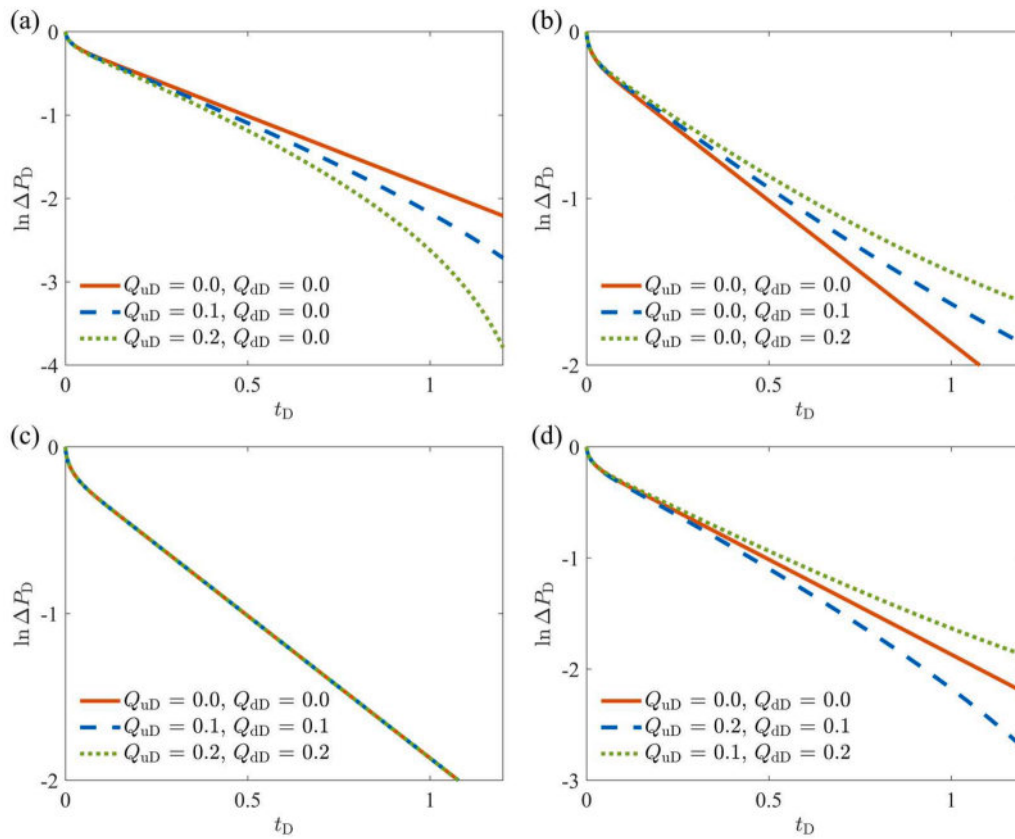 (a)
0
-1
-2
-3
-4
ln ΔP_D
Q_uD = 0.0, Q_dD = 0.0
Q_uD = 0.1, Q_dD = 0.0
Q_uD = 0.2, Q_dD = 0.0
0 0.5 1
t_D
(b)
0
-1
-2
ln ΔP_D
Q_uD = 0.0, Q_dD = 0.0
Q_uD = 0.0, Q_dD = 0.1
Q_uD = 0.0, Q_dD = 0.2
0 0.5 1
t_D
(c)
0
-1
-2
ln ΔP_D
Q_uD = 0.0, Q_dD = 0.0
Q_uD = 0.1, Q_dD = 0.1
Q_uD = 0.2, Q_dD = 0.2
0 0.5 1
t_D
(d)
0
-1
-2
-3
ln ΔP_D
Q_uD = 0.0, Q_dD = 0.0
Q_uD = 0.2, Q_dD = 0.1
Q_uD = 0.1, Q_dD = 0.2
0 0.5 1
t_D